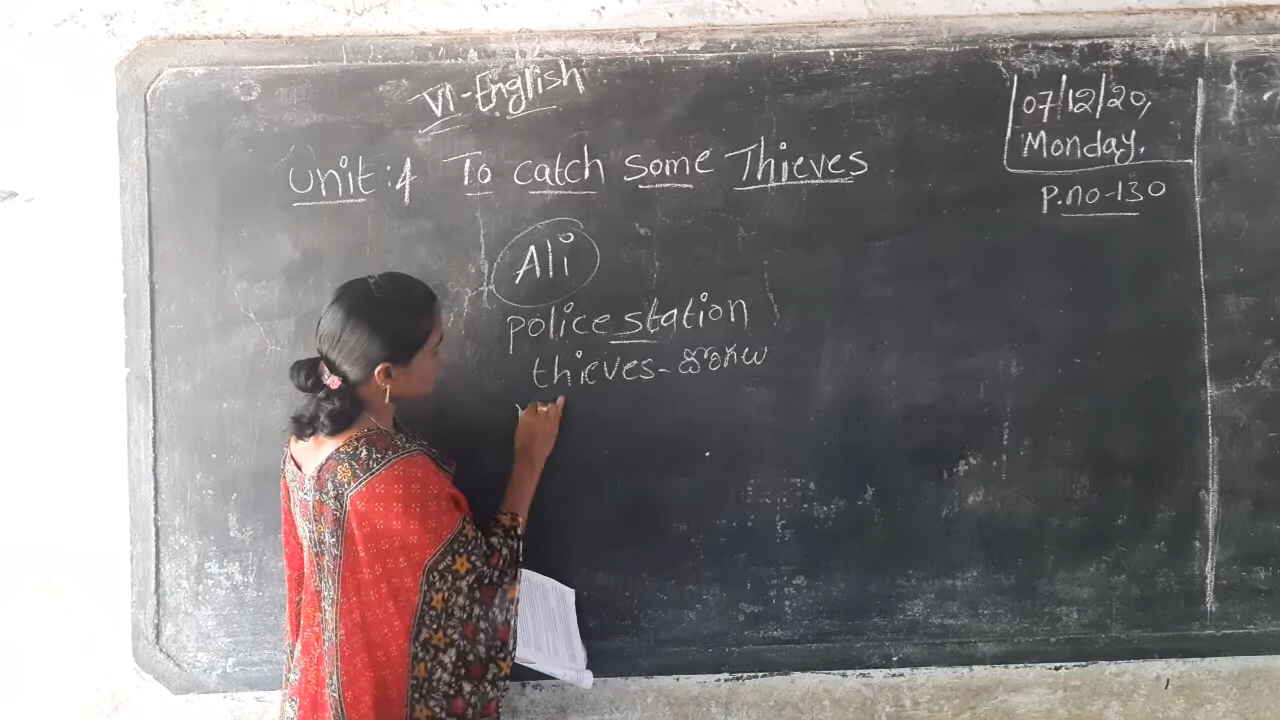 VI-English
07/12/20,
Monday.
Unit:4 To catch some Thieves
P.no-130
Ali
police station
thieves- దొంగలు